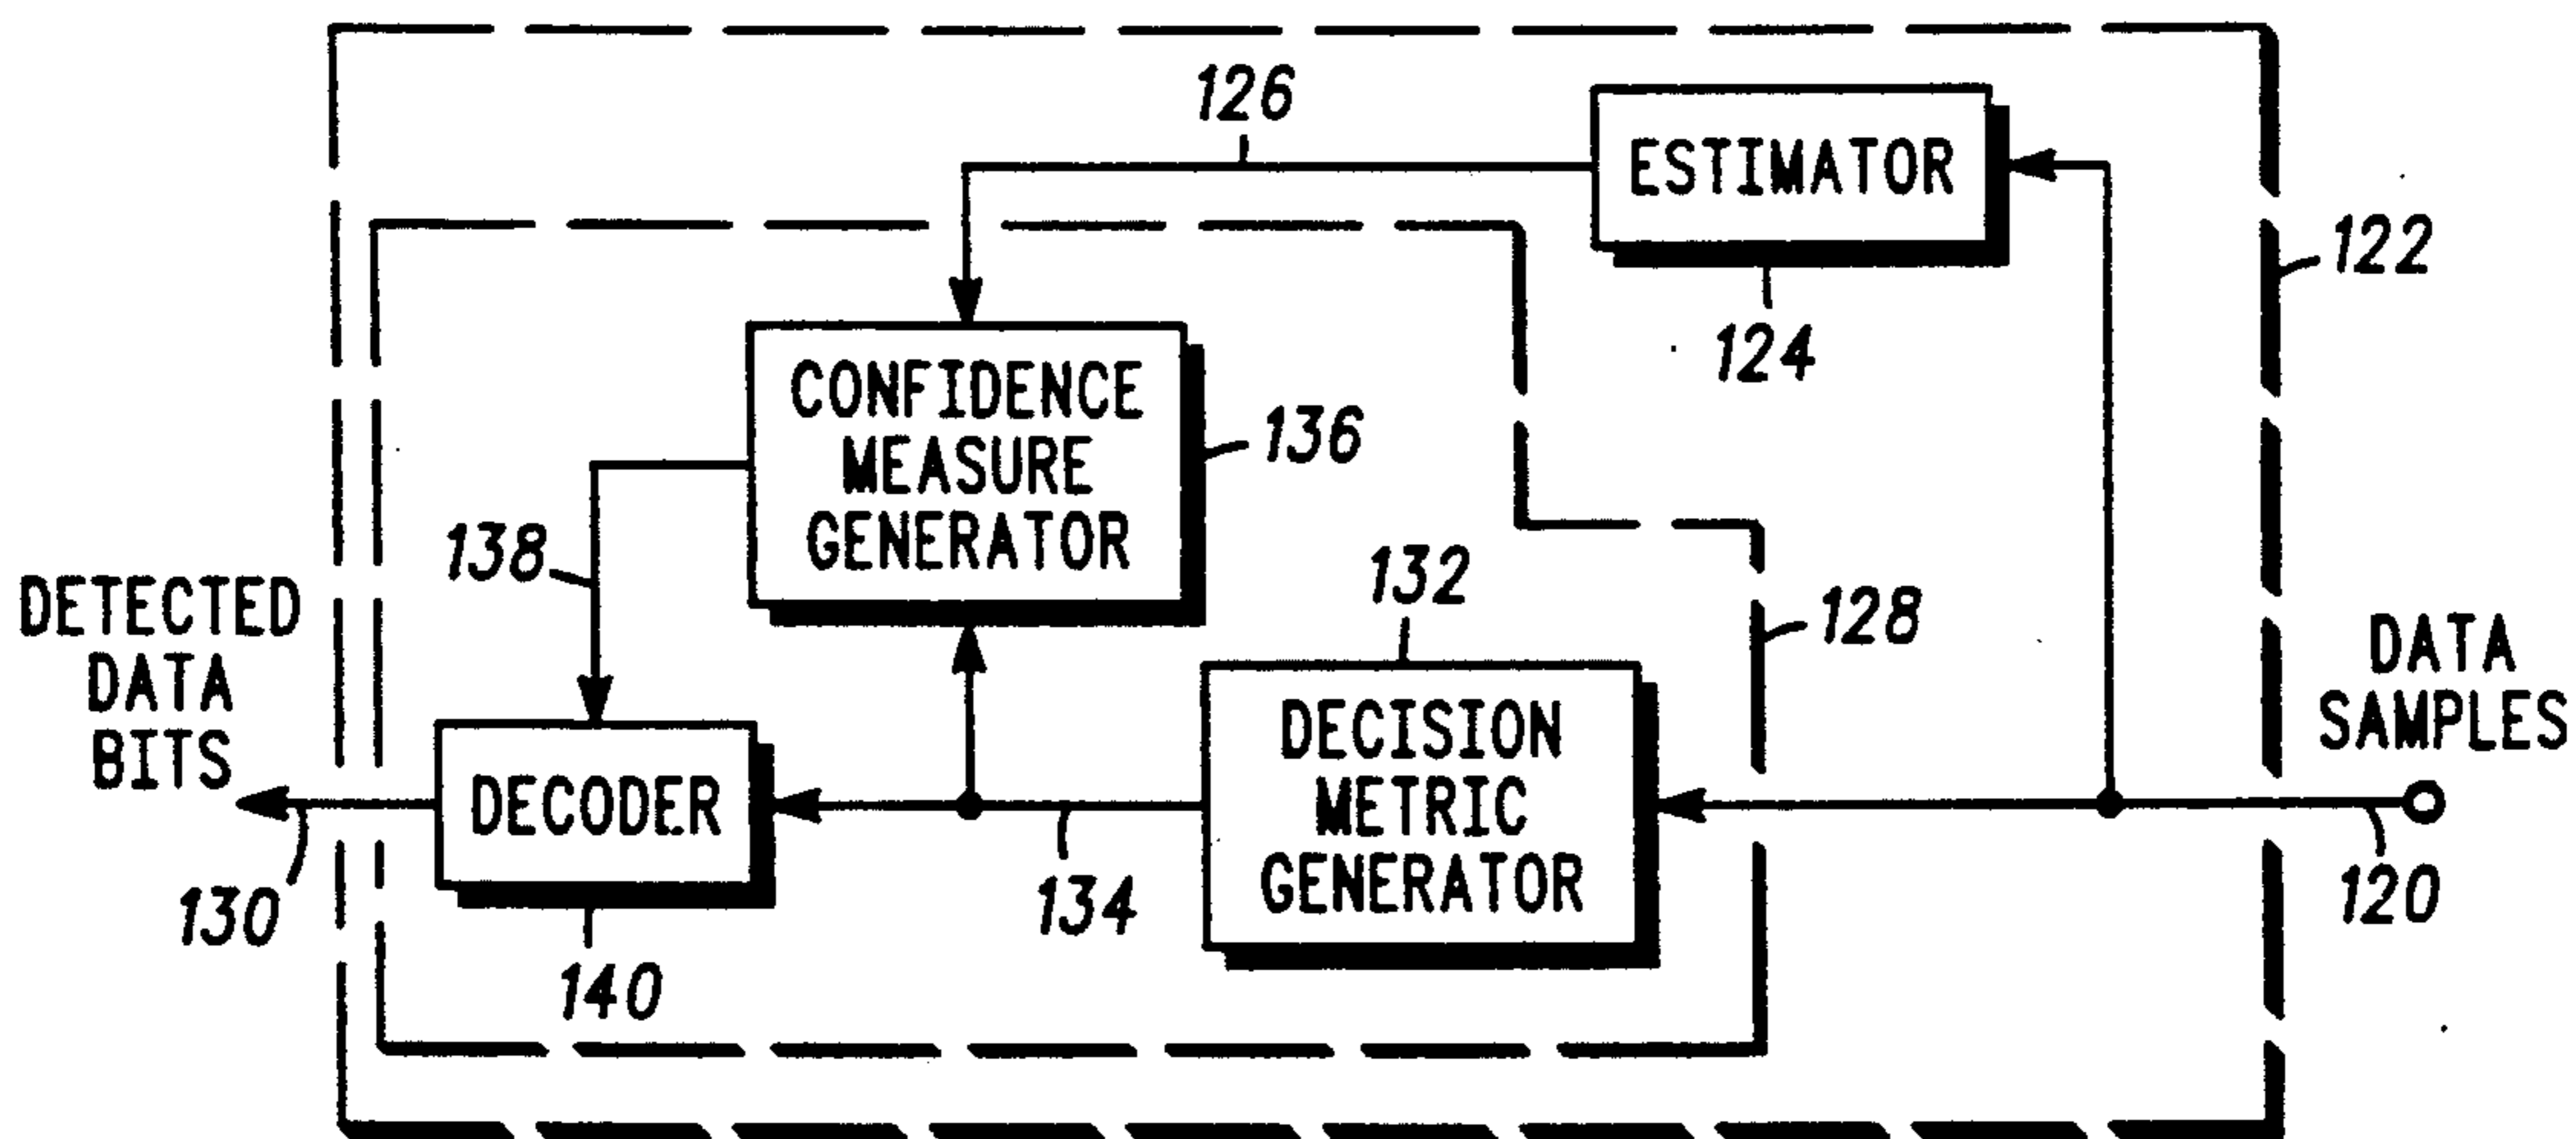 126
ESTIMATOR
122
124
CONFIDENCE
MEASURE
GENERATOR
136
138
132
128
DETECTED
DATA
BITS
DATA
SAMPLES
DECODER
DECISION
METRIC
GENERATOR
130
134
120
140